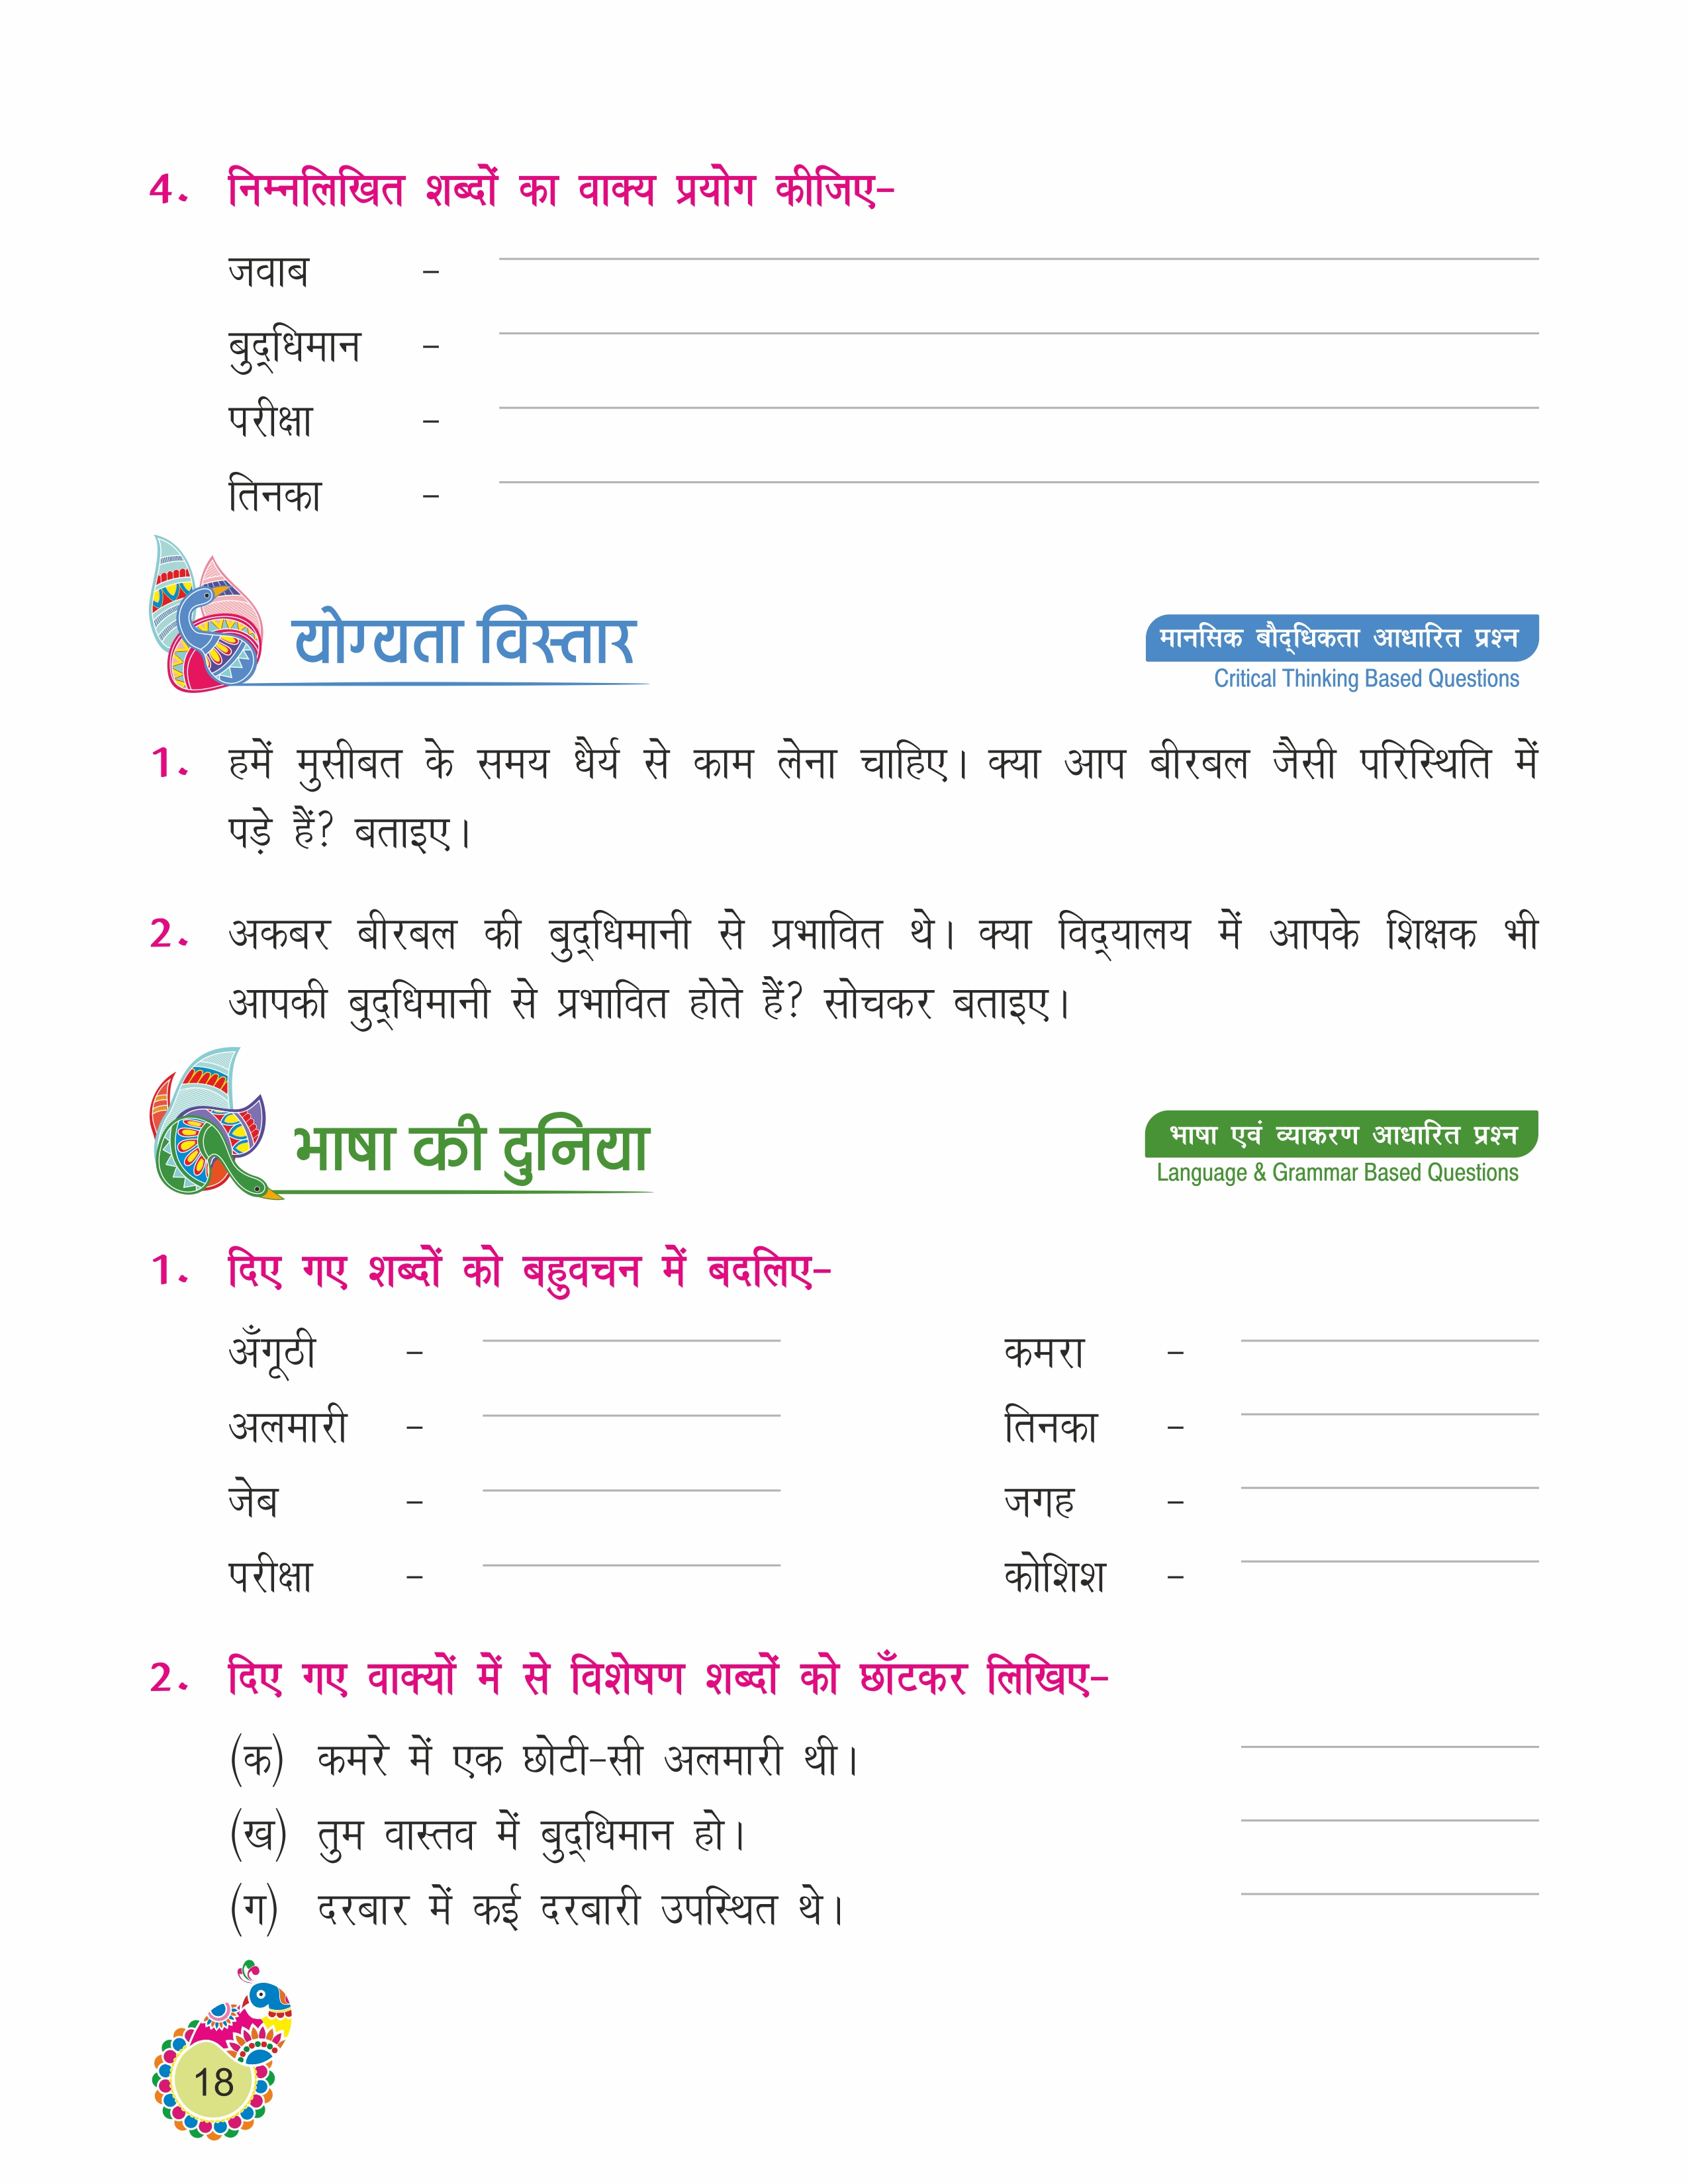 4. निम्नलिखित शब्दों का वाक्य प्रयोग कीजिए–
जवाब –
बुद्‌धिमान –
परीक्षा –
तिनका –
योग्यता विस्तार
मानसिक बौद्‌धिकता आधारित प्रश्न
Critical Thinking Based Questions
1. हमें मुसीबत के समय धैर्य से काम लेना चाहिए। क्या आप बीरबल जैसी परिस्थिति में
पड़े हैं? बताइए।
2. अकबर बीरबल की बुद्‌धिमानी से प्रभावित थे। क्या विद्‌यालय में आपके शिक्षक भी
आपकी बुद्‌धिमानी से प्रभावित होते हैं? सोचकर बताइए।
भाषा की दुनिया
भाषा एवं व्याकरण आधारित प्रश्न
Language & Grammar Based Questions
1. दिए गए शब्दों को बहुवचन में बदलिए–
अँगूठी – कमरा –
अलमारी – तिनका –
जेब – जगह –
परीक्षा – कोशिश –
2. दिए गए वाक्यों में से विशेषण शब्दों को छाँटकर लिखिए–
(क) कमरे में एक छोटी–सी अलमारी थी।
(ख) तुम वास्तव में बुद्‌धिमान हो।
(ग) दरबार में कई दरबारी उपस्थित थे।
18